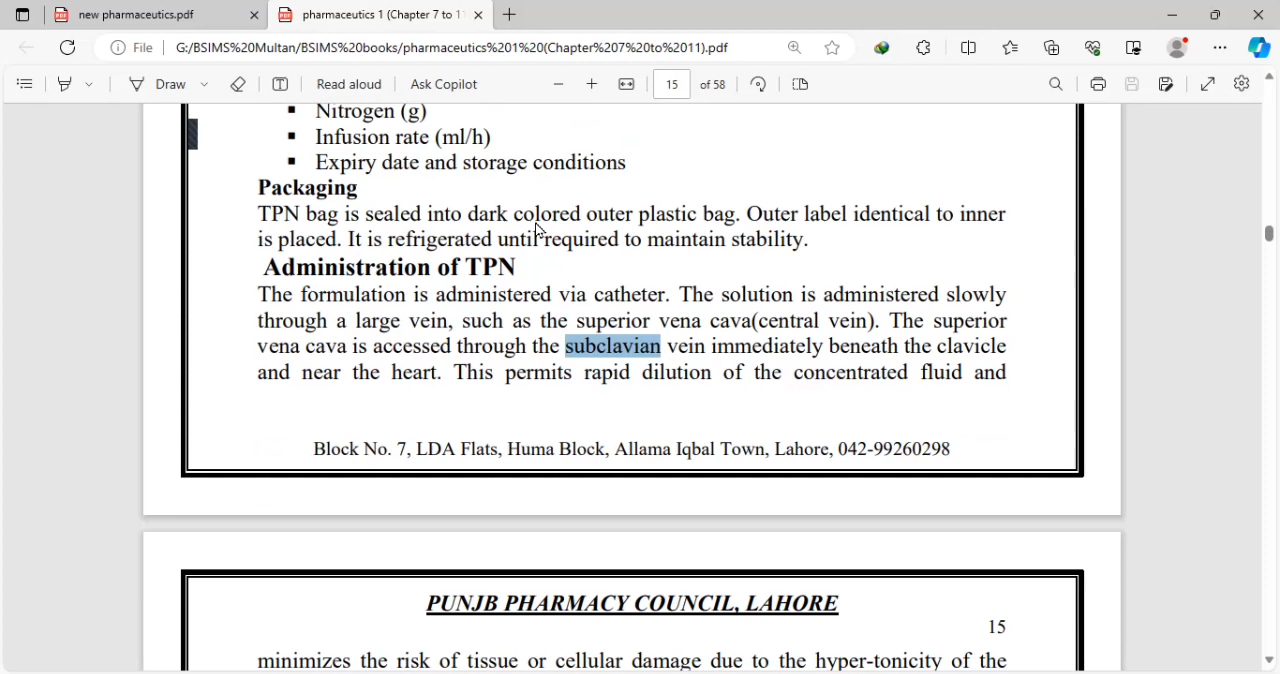 new pharmaceutics.pdf
pharmaceutics 1 (Chapter 7 to 11
File
G:/BSIMS%20Multan/BSIMS%20books/pharmaceutics%201%20(Chapter%207%20to%2011).pdf
Draw
Read aloud
Ask Copilot
15 of 58
Nitrogen (g)
Infusion rate (ml/h)
Expiry date and storage conditions
Packaging
TPN bag is sealed into dark colored outer plastic bag. Outer label identical to inner
is placed. It is refrigerated until required to maintain stability.
Administration of TPN
The formulation is administered via catheter. The solution is administered slowly
through a large vein, such as the superior vena cava(central vein). The superior
vena cava is accessed through the subclavian vein immediately beneath the clavicle
and near the heart. This permits rapid dilution of the concentrated fluid and
Block No. 7, LDA Flats, Huma Block, Allama Iqbal Town, Lahore, 042-99260298
PUNJB PHARMACY COUNCIL, LAHORE
15
minimizes the risk of tissue or cellular damage due to the hyper-tonicity of the